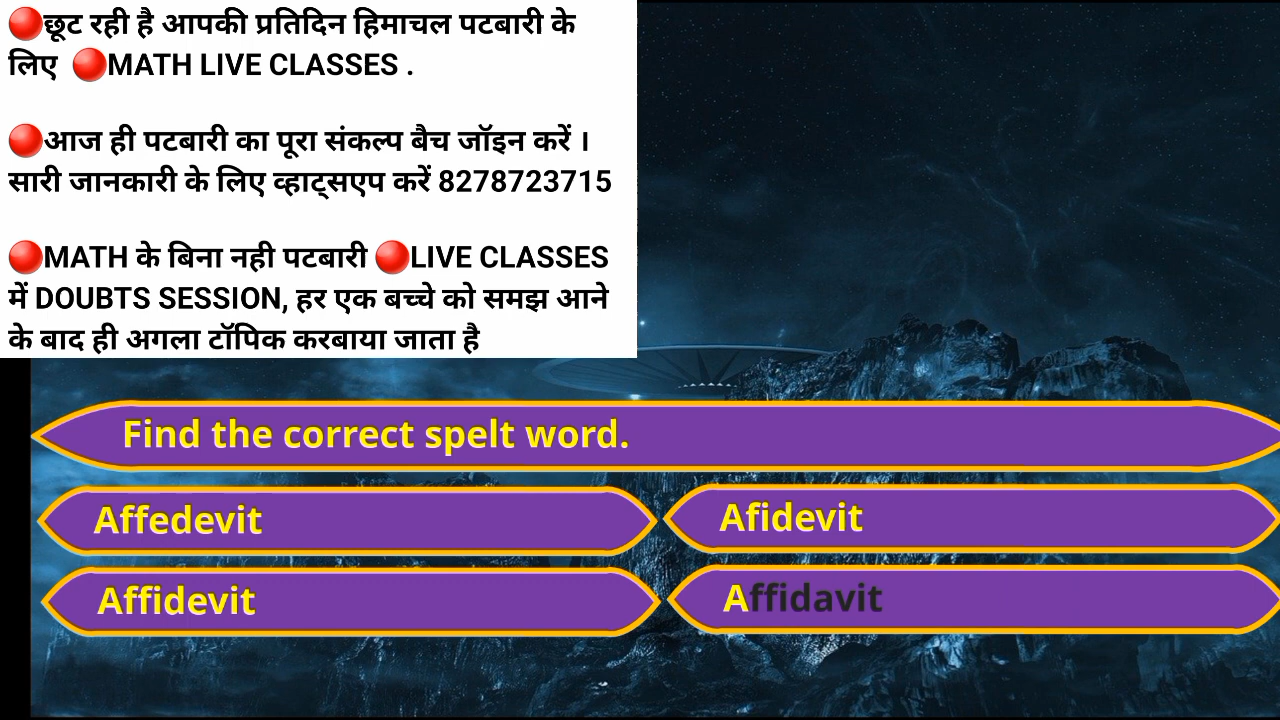 🔴छूट रही है आपकी प्रतिदिन हिमाचल पटबारी के
लिए 🔴MATH LIVE CLASSES .
🔴आज ही पटबारी का पूरा संकल्प बैच जॉइन करें ।
सारी जानकारी के लिए व्हाट्सएप करें 8278723715
🔴MATH के बिना नही पटबारी 🔴LIVE CLASSES
में DOUBTS SESSION, हर एक बच्चे को समझ आने
के बाद ही अगला टॉपिक करबाया जाता है
Find the correct spelt word.
Affedevit
Afidevit
Affidevit
Affidavit